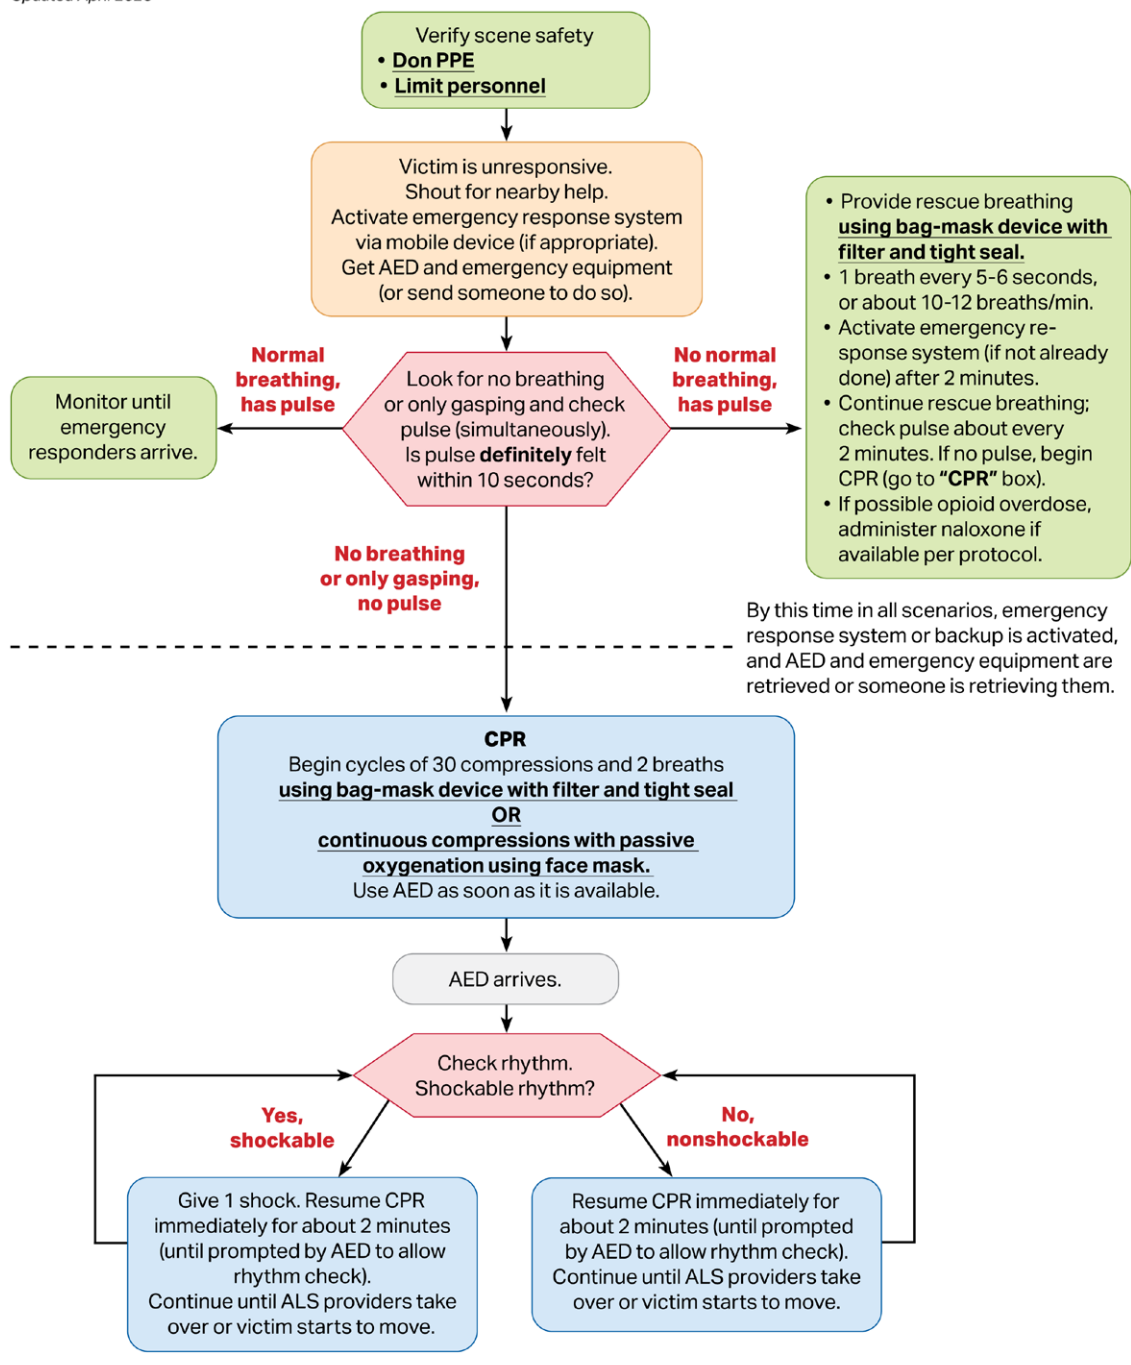 Verify scene safety
• Don PPE
• Limit personnel
Victim is unresponsive.
Shout for nearby help.
Activate emergency response system
via mobile device (if appropriate).
Get AED and emergency equipment
(or send someone to do so).
Normal
breathing,
has pulse
Look for no breathing
or only gasping and check
pulse (simultaneously).
Is pulse definitely felt
within 10 seconds?
No normal
breathing,
has pulse
Monitor until
emergency
responders arrive.
• Provide rescue breathing
using bag-mask device with
filter and tight seal.
• 1 breath every 5-6 seconds,
or about 10-12 breaths/min.
• Activate emergency re-
sponse system (if not already
done) after 2 minutes.
• Continue rescue breathing;
check pulse about every
2 minutes. If no pulse, begin
CPR (go to “CPR” box).
• If possible opioid overdose,
administer naloxone if
available per protocol.
No breathing
or only gasping,
no pulse
By this time in all scenarios, emergency
response system or backup is activated,
and AED and emergency equipment are
retrieved or someone is retrieving them.
CPR
Begin cycles of 30 compressions and 2 breaths
using bag-mask device with filter and tight seal
OR
continuous compressions with passive
oxygenation using face mask.
Use AED as soon as it is available.
AED arrives.
Check rhythm.
Shockable rhythm?
Yes,
shockable
No,
nonshockable
Give 1 shock. Resume CPR
immediately for about 2 minutes
(until prompted by AED to allow
rhythm check).
Continue until ALS providers take
over or victim starts to move.
Resume CPR immediately for
about 2 minutes (until prompted
by AED to allow rhythm check).
Continue until ALS providers take
over or victim starts to move.